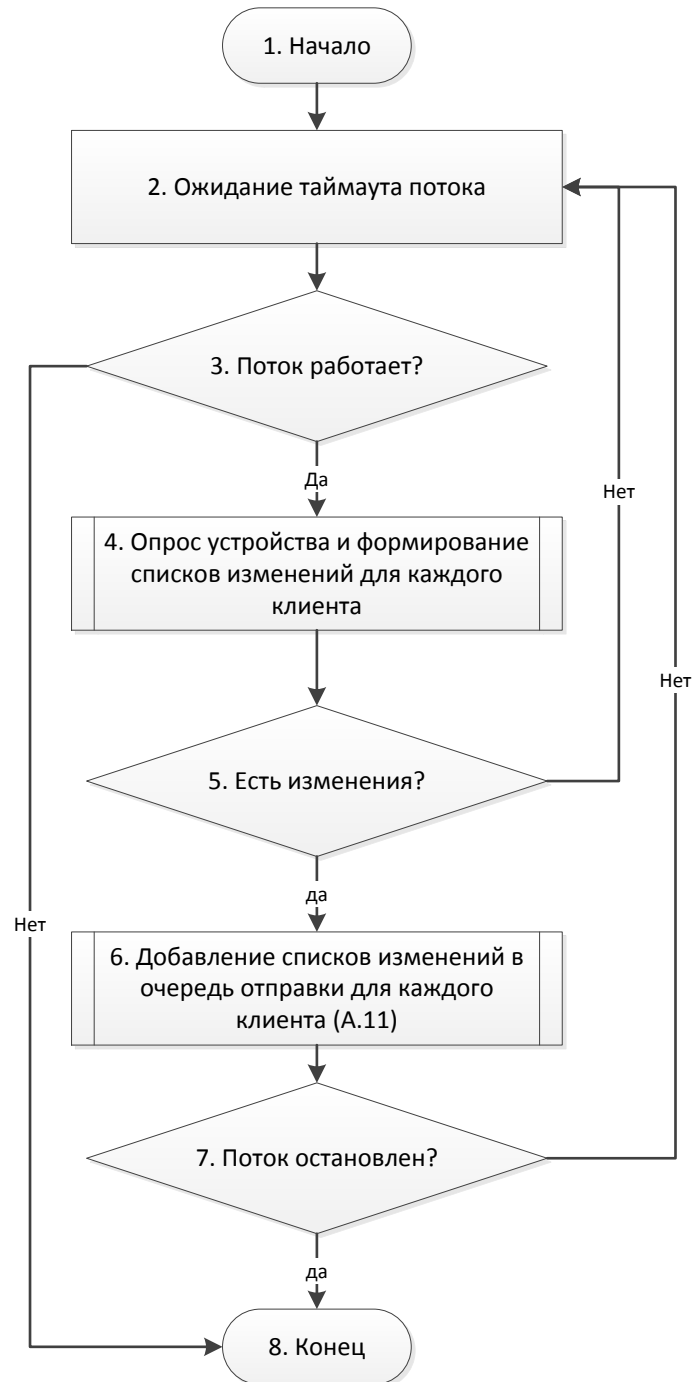 1. Начало
2. Ожидание таймаута потока
3. Поток работает?
Да
Нет
4. Опрос устройства и формирование
списков изменений для каждого
клиента
Нет
5. Есть изменения?
да
Нет
6. Добавление списков изменений в
очередь отправки для каждого
клиента (А.11)
7. Поток остановлен?
да
8. Конец